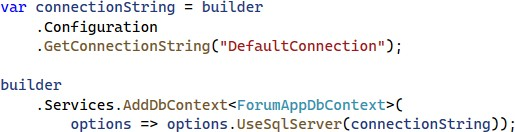 var connectionString = builder
    .Configuration
    .GetConnectionString("DefaultConnection");

builder
    .Services.AddDbContext<ForumAppDbContext>(
        options => options.UseSqlServer(connectionString));